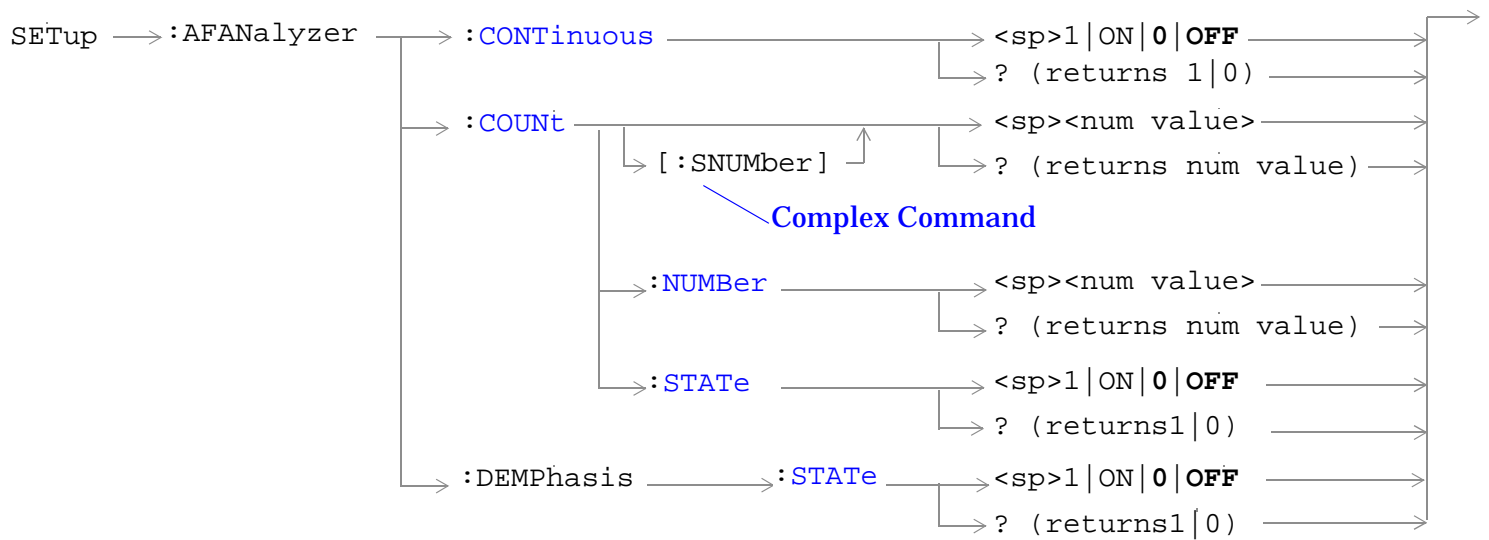 SETup :AFANalyzer :CONTinuous <sp>1|ON|0|OFF
? (returns 1|0)
:COUNt <sp><num value>
[:SNUMber] ? (returns num value)
Complex Command
:NUMBer <sp><num value>
? (returns num value)
:STATe <sp>1|ON|0|OFF
? (returns1|0)
:DEMPhasis :STATe <sp>1|ON|0|OFF
? (returns1|0)